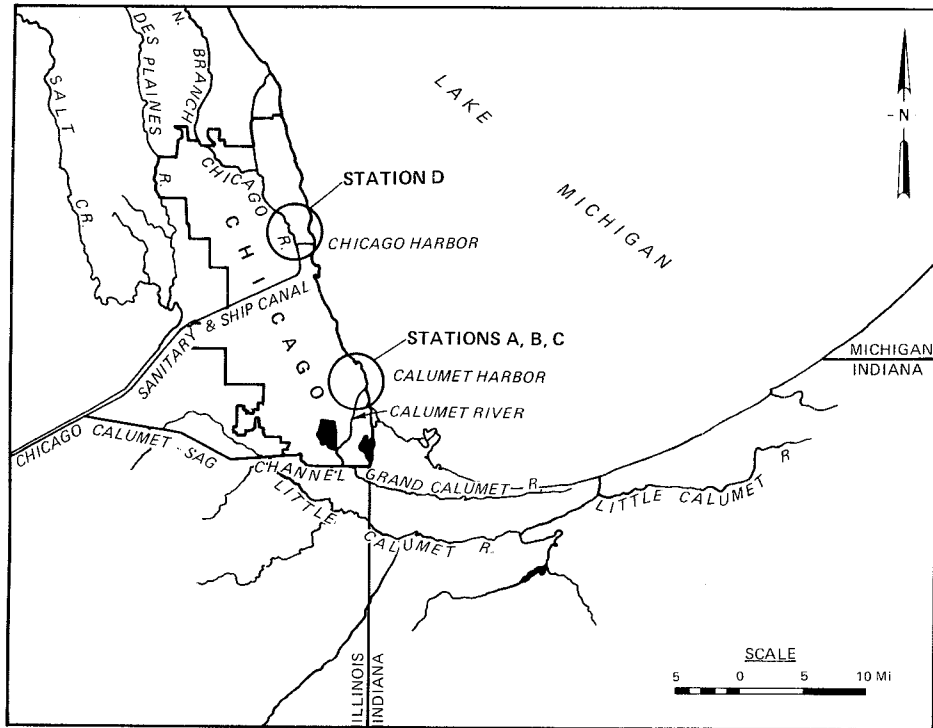 DES PLAINES R.
N. BRANCH
CHICAGO R.
SALT CR.
LAKE
MICHIGAN
- N -
STATION D
CHICAGO HARBOR
CHICAGO
SANITARY & SHIP CANAL
STATIONS A, B, C
CALUMET HARBOR
CALUMET RIVER
MICHIGAN
INDIANA
CHICAGO CALUMET - SAG
CHANNEL
GRAND CALUMET R.
LITTLE CALUMET R.
LITTLE CALUMET R
ILLINOIS
INDIANA
SCALE
5 0 5 10 Mi